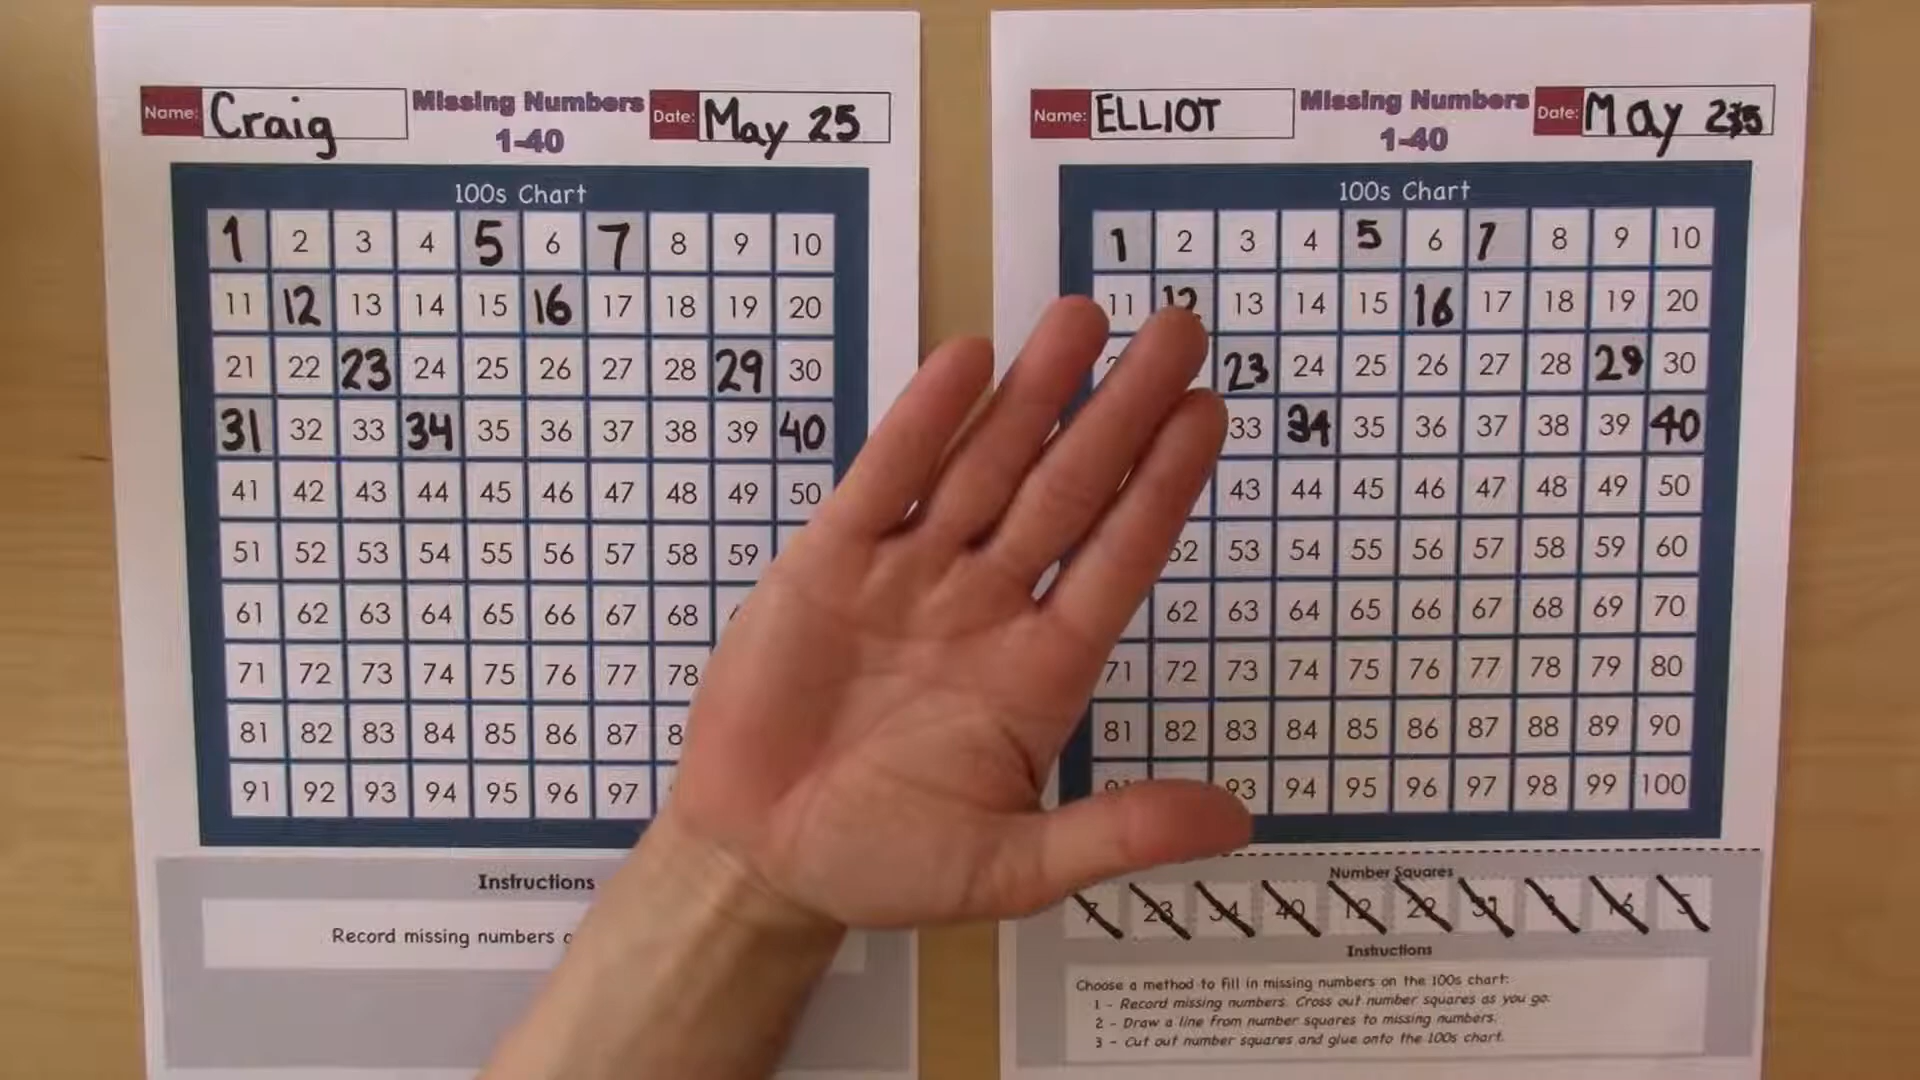 Name: Craig
Missing Numbers
1-40
Date: May 25
100s Chart
1 2 3 4 5 6 7 8 9 10
11 12 13 14 15 16 17 18 19 20
21 22 23 24 25 26 27 28 29 30
31 32 33 34 35 36 37 38 39 40
41 42 43 44 45 46 47 48 49 50
51 52 53 54 55 56 57 58 59
61 62 63 64 65 66 67 68
71 72 73 74 75 76 77 78
81 82 83 84 85 86 87
91 92 93 94 95 96 97
Instructions
Record missing numbers
Name: ELLIOT
Missing Numbers
1-40
Date: May
100s Chart
1 2 3 4 5 6 7 8 9 10
11 12 13 14 15 16 17 18 19 20
23 24 25 26 27 28 29 30
33 34 35 36 37 38 39 40
43 44 45 46 47 48 49 50
52 53 54 55 56 57 58 59 60
62 63 64 65 66 67 68 69 70
71 72 73 74 75 76 77 78 79 80
81 82 83 84 85 86 87 88 89 90
93 94 95 96 97 98 99 100
Number Squares
7 23 34 40 12 29 31 1 16 5
Instructions
Choose a method to fill in missing numbers on the 100s chart:
1 - Record missing numbers. Cross out number squares as you go.
2 - Draw a line from number squares to missing numbers.
3 - Cut out number squares and glue onto the 100s chart.